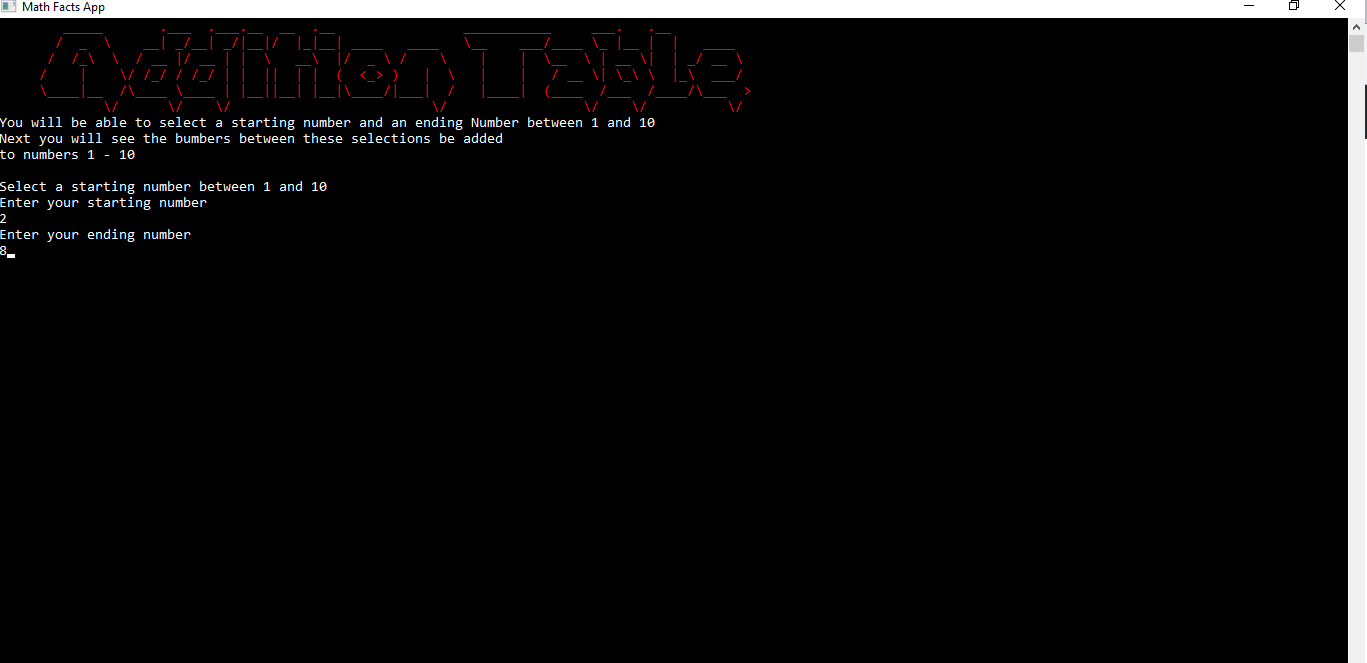 Math Facts App
Addition Table
You will be able to select a starting number and an ending Number between 1 and 10
Next you will see the bumbers between these selections be added
to numbers 1 - 10
Select a starting number between 1 and 10
Enter your starting number
2
Enter your ending number
8